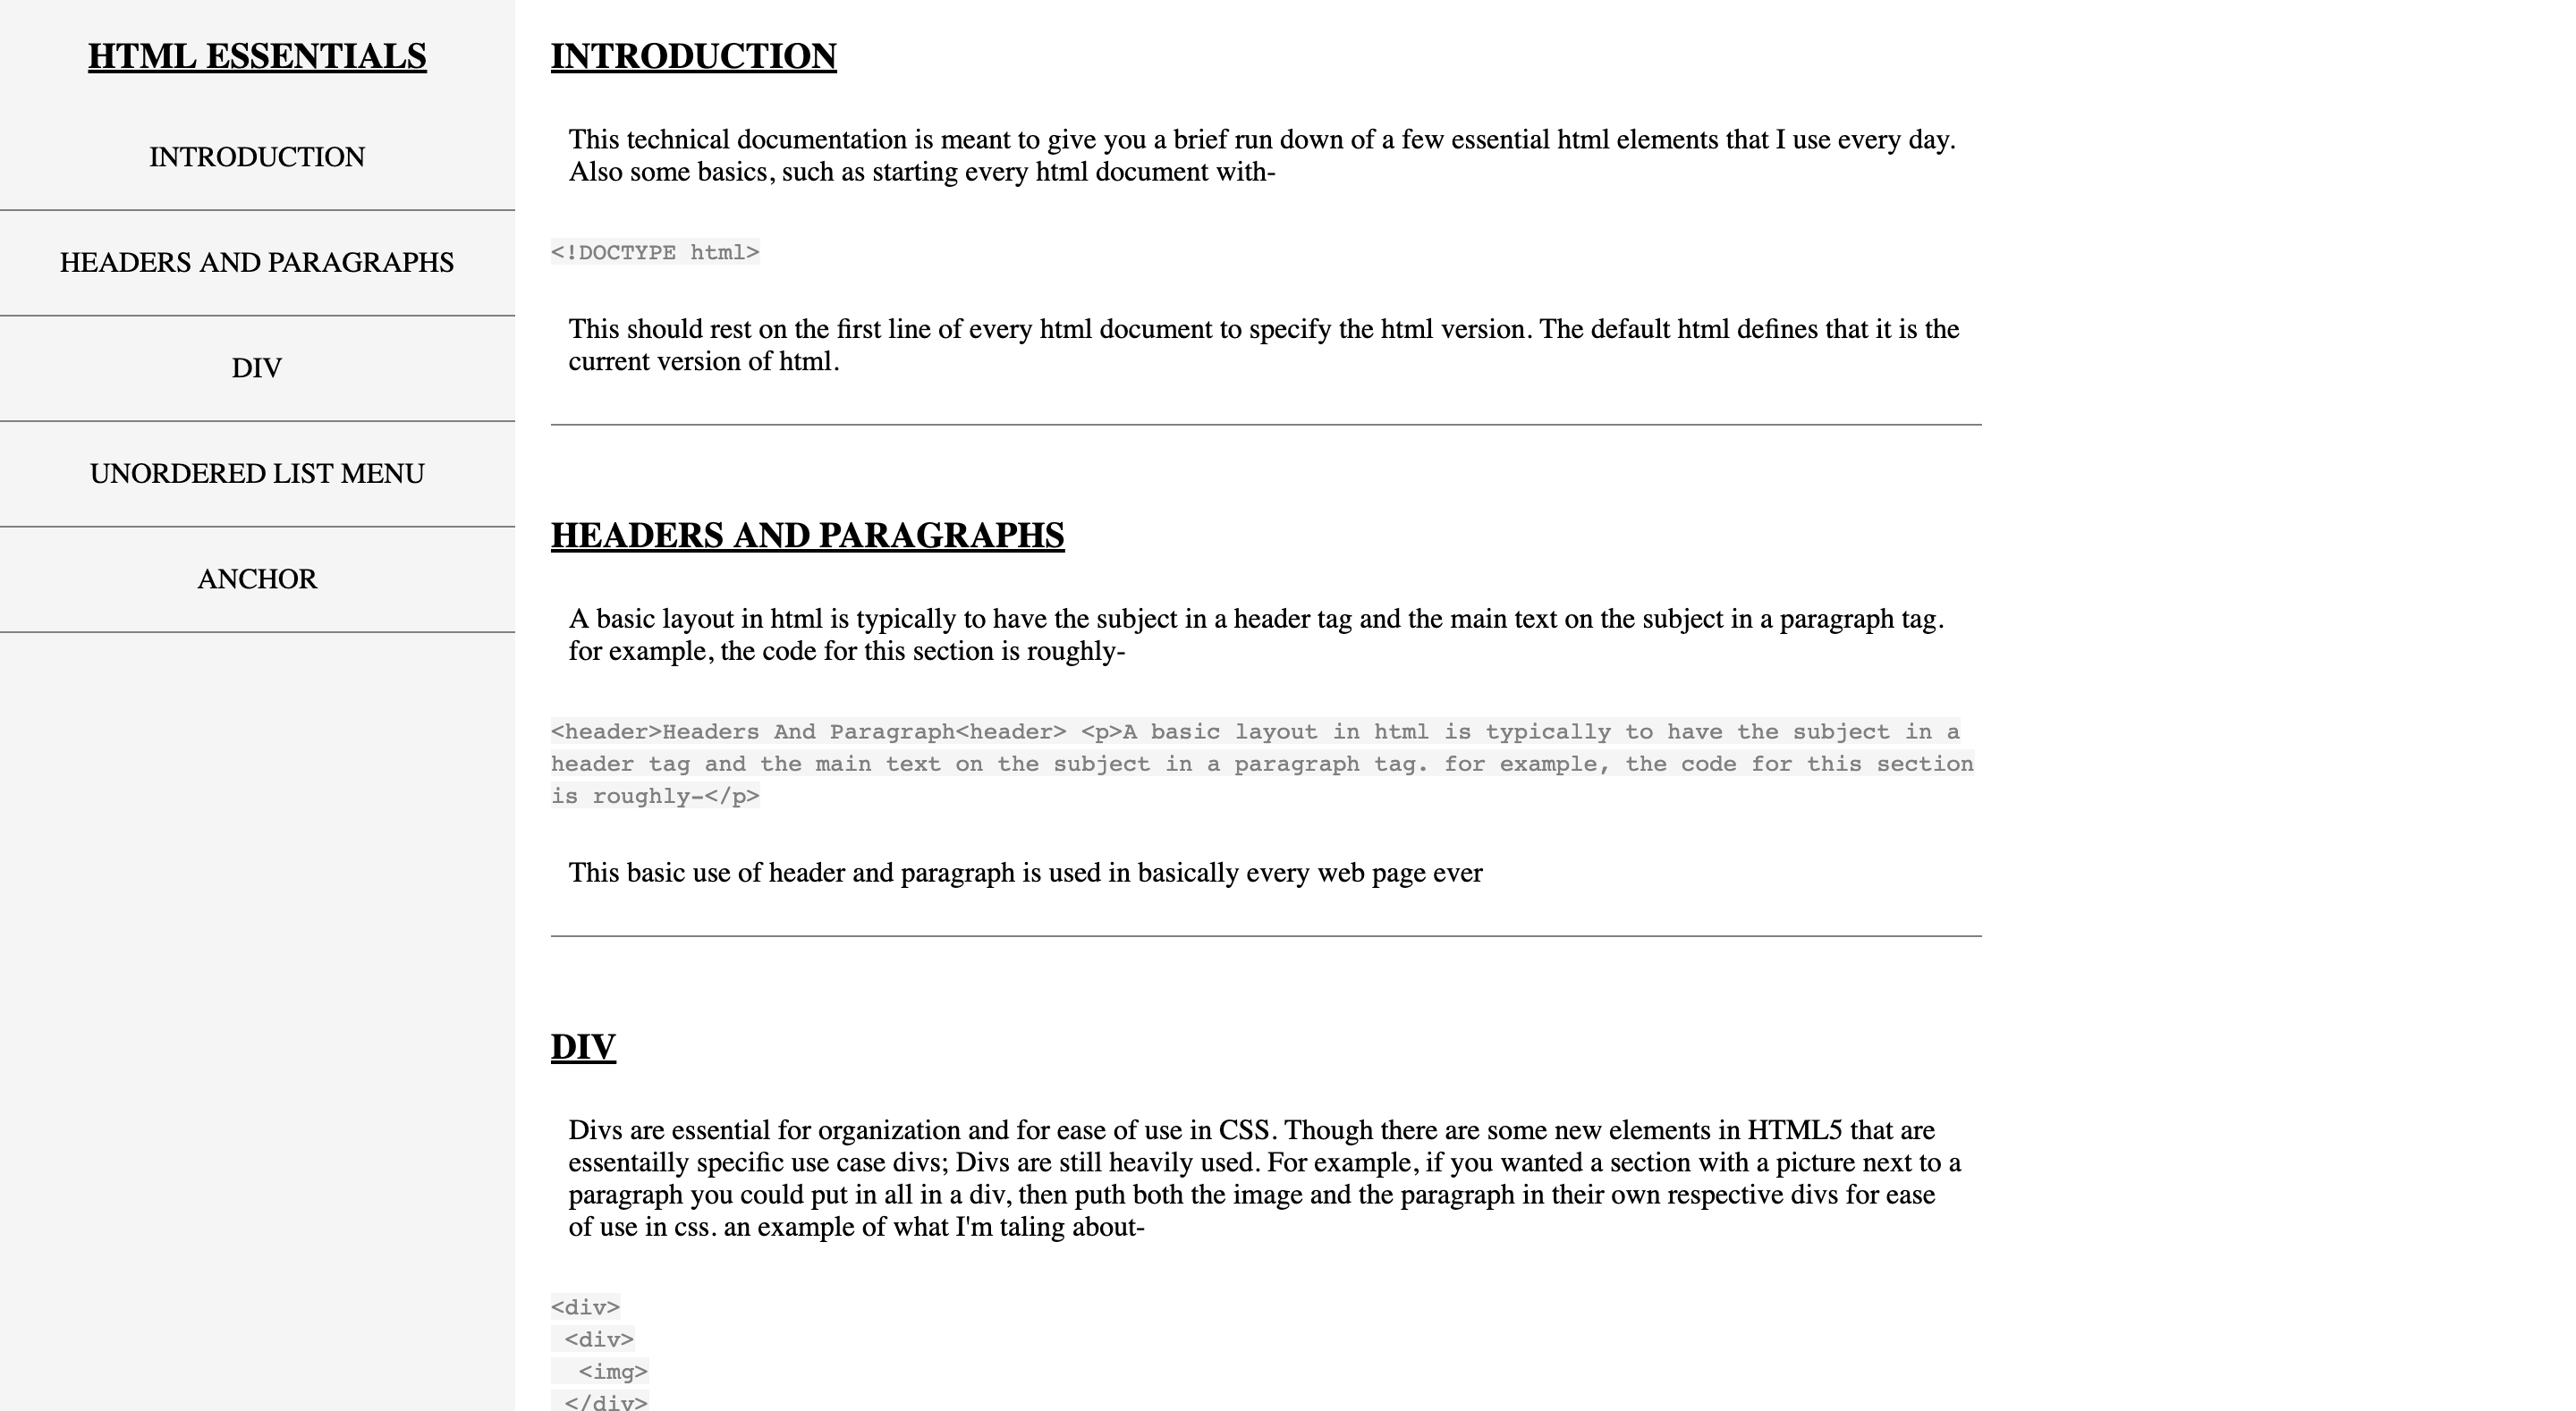 HTML ESSENTIALS
INTRODUCTION
HEADERS AND PARAGRAPHS
DIV
UNORDERED LIST MENU
ANCHOR
INTRODUCTION
This technical documentation is meant to give you a brief run down of a few essential html elements that I use every day.
Also some basics, such as starting every html document with-
<!DOCTYPE html>
This should rest on the first line of every html document to specify the html version. The default html defines that it is the
current version of html.
HEADERS AND PARAGRAPHS
A basic layout in html is typically to have the subject in a header tag and the main text on the subject in a paragraph tag.
for example, the code for this section is roughly-
<header>Headers And Paragraph<header> <p>A basic layout in html is typically to have the subject in a
header tag and the main text on the subject in a paragraph tag. for example, the code for this section
is roughly-</p>
This basic use of header and paragraph is used in basically every web page ever
DIV
Divs are essential for organization and for ease of use in CSS. Though there are some new elements in HTML5 that are
essentailly specific use case divs; Divs are still heavily used. For example, if you wanted a section with a picture next to a
paragraph you could put in all in a div, then puth both the image and the paragraph in their own respective divs for ease
of use in css. an example of what I'm taling about-
<div>
<div>
<img>
</div>